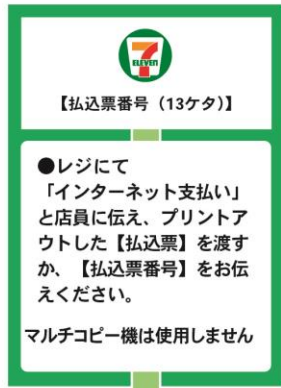 7
ELEVEN
【払込票番号（13ケタ）】
●レジにて
「インターネット支払い」
と店員に伝え、プリントア
ウトした【払込票】を渡す
か、【払込票番号】をお伝
えください。
マルチコピー機は使用しません